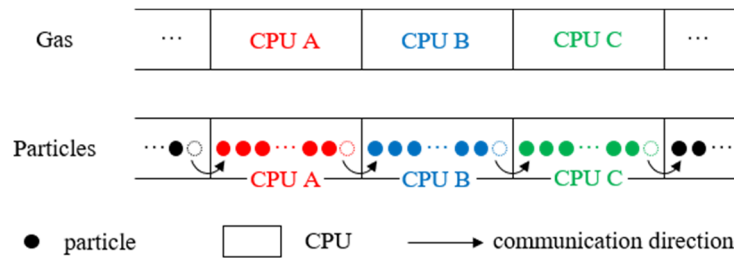 Gas ... CPU A CPU B CPU C ...
Particles ... ... ... ... ...
CPU A CPU B CPU C
particle CPU communication direction